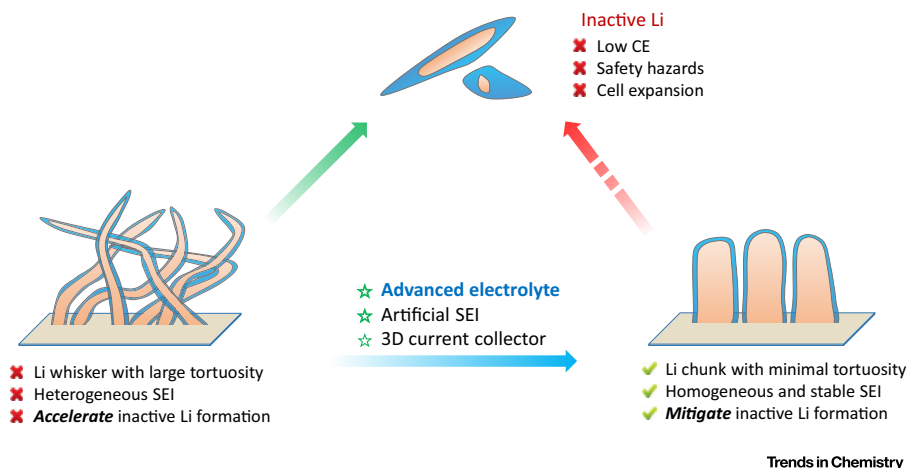 Inactive Li
Low CE
Safety hazards
Cell expansion
Advanced electrolyte
Artificial SEI
3D current collector
Li whisker with large tortuosity
Heterogeneous SEI
Accelerate inactive Li formation
Li chunk with minimal tortuosity
Homogeneous and stable SEI
Mitigate inactive Li formation
Trends in Chemistry